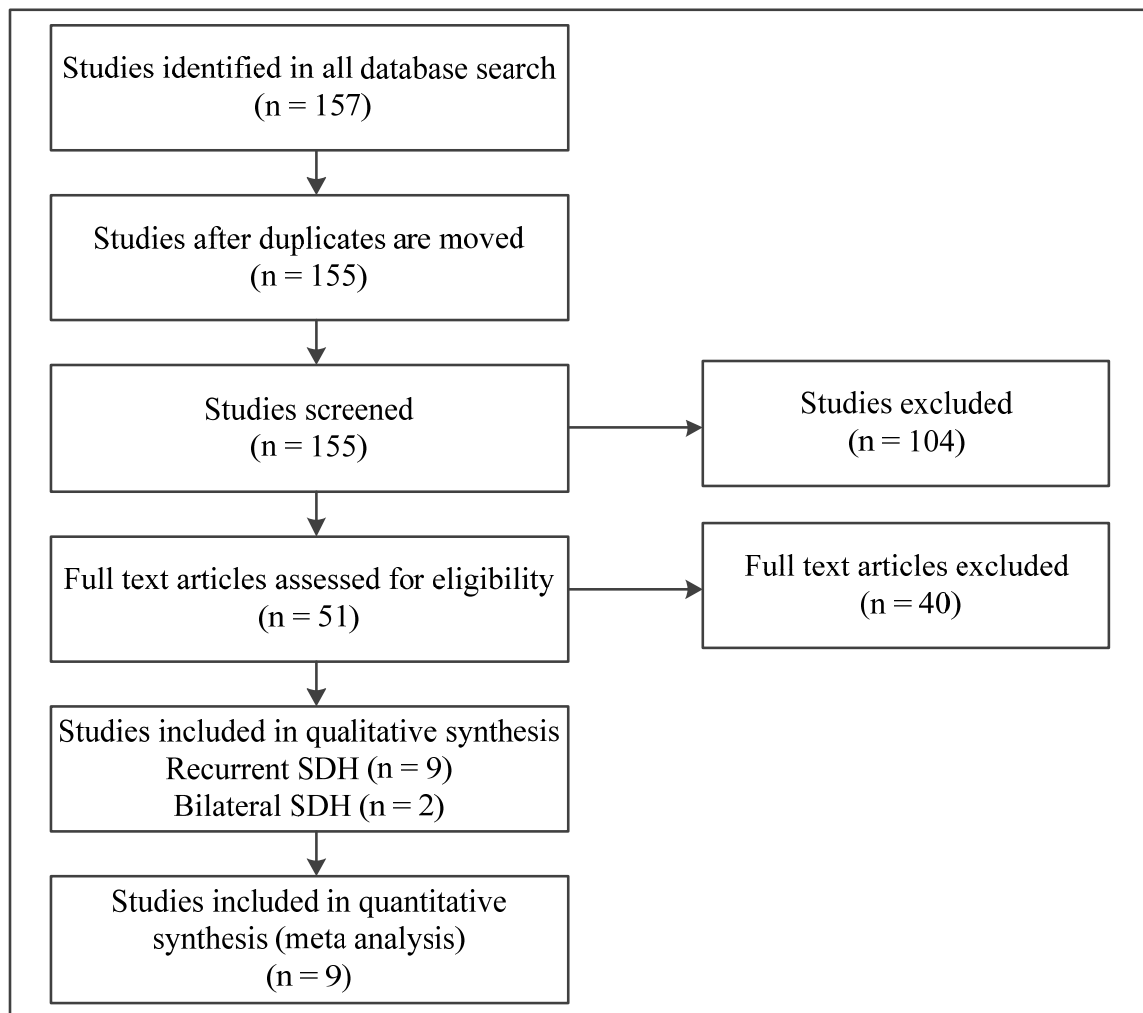 Studies identified in all database search
(n = 157)
Studies after duplicates are moved
(n = 155)
Studies screened
(n = 155)
Studies excluded
(n = 104)
Full text articles assessed for eligibility
(n = 51)
Full text articles excluded
(n = 40)
Studies included in qualitative synthesis
Recurrent SDH (n = 9)
Bilateral SDH (n = 2)
Studies included in quantitative
synthesis (meta analysis)
(n = 9)